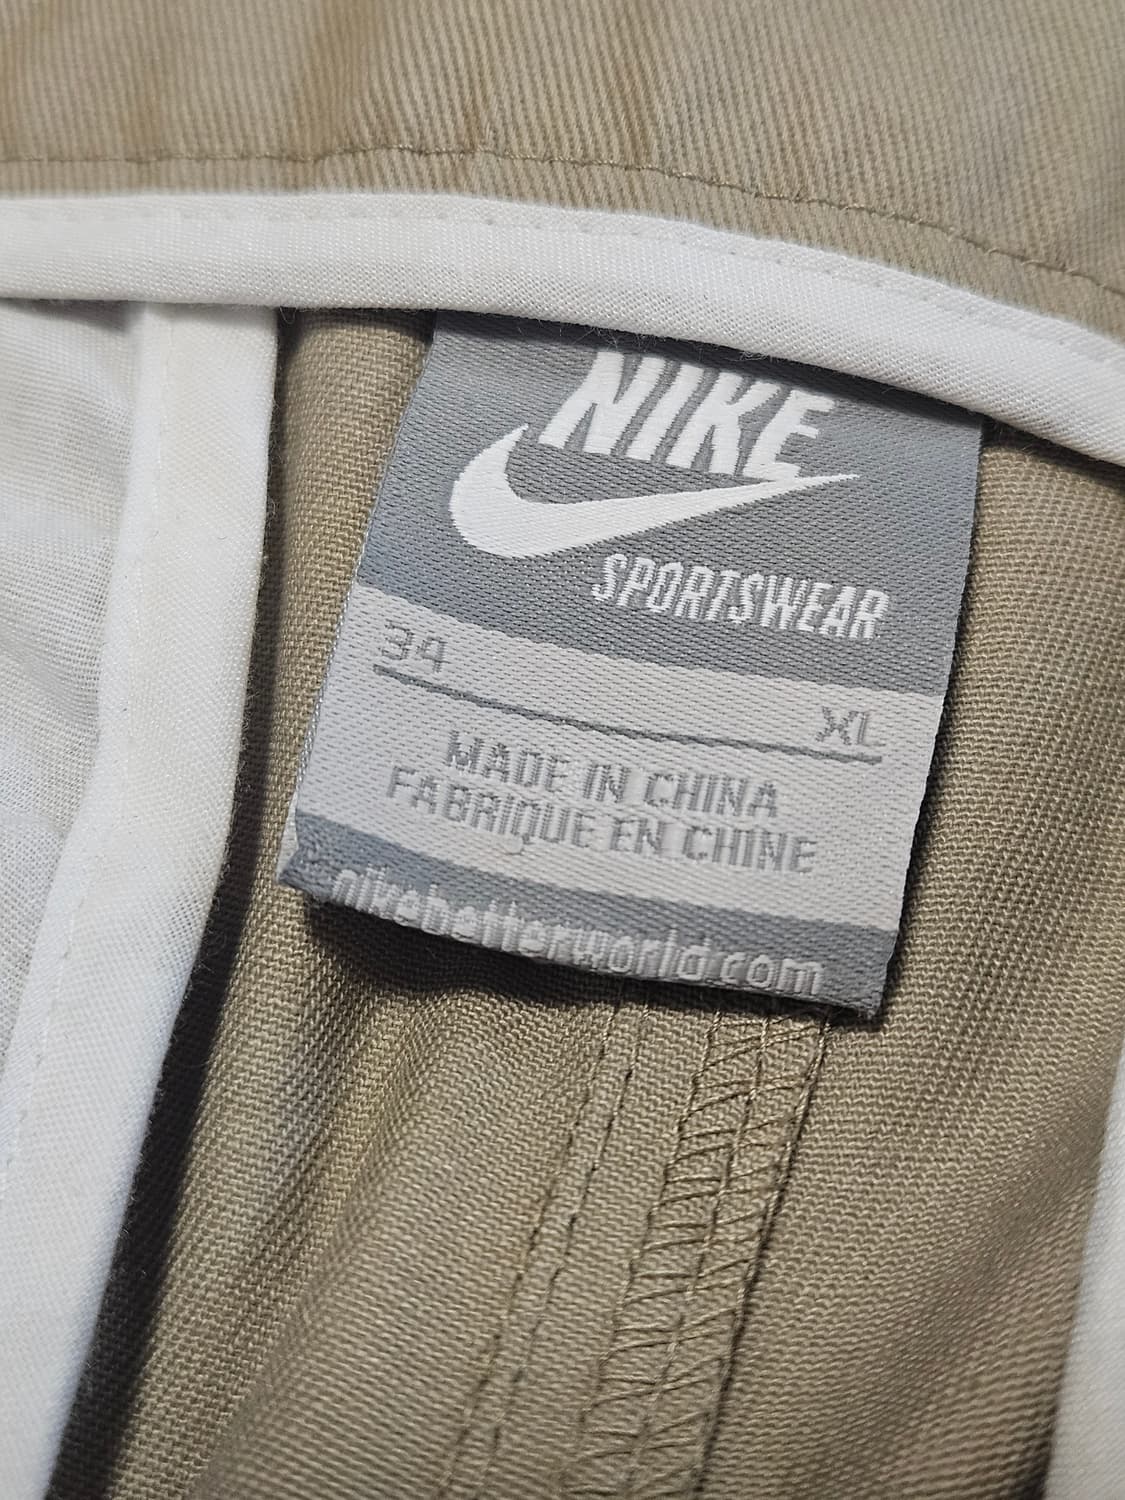 NIKE
SPORTSWEAR
34
XL
MADE IN CHINA
FABRIQUE EN CHINE
nikebetterworld.com